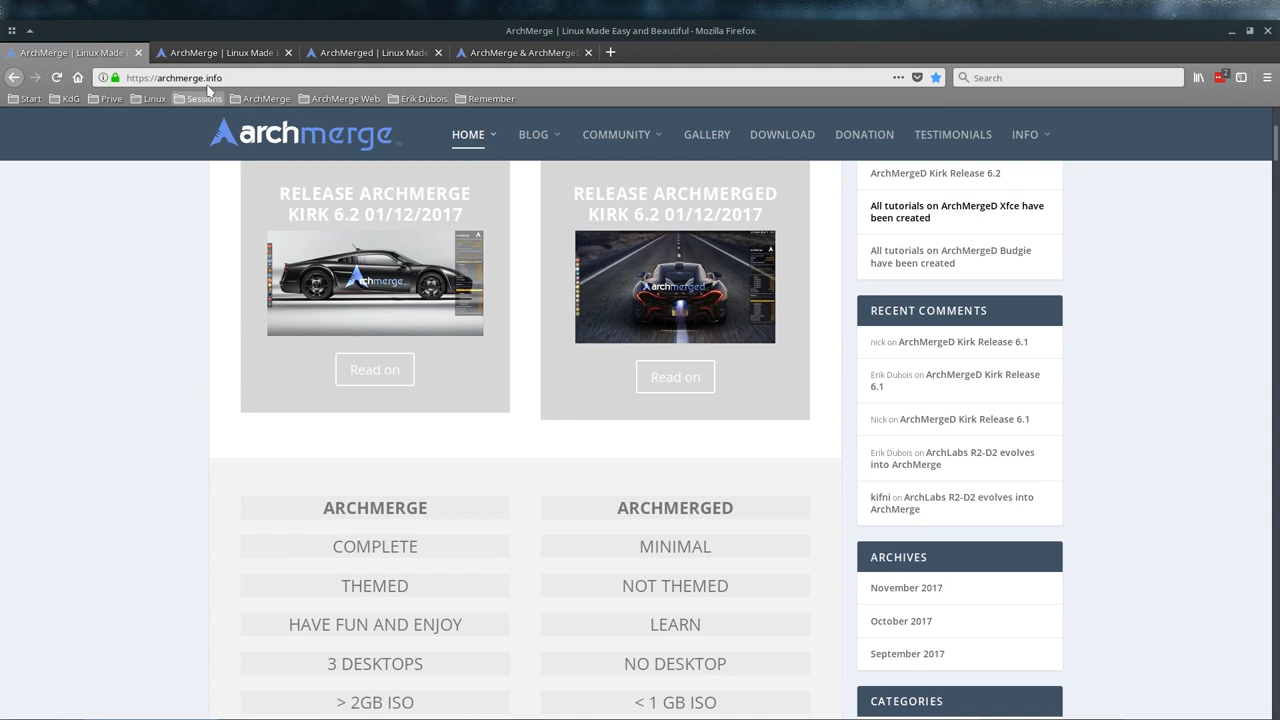 ArchMerge | Linux Made Easy and Beautiful - Mozilla Firefox
ArchMerge | Linux Made E
ArchMerge | Linux Made E
ArchMerged | Linux Made
ArchMerge & ArchMergeD
https://archmerge.info
Search
2
Start
KdG
Prive
Linux
Sessions
ArchMerge
ArchMerge Web
Erik Dubois
Remember
archmerge
HOME
BLOG
COMMUNITY
GALLERY
DOWNLOAD
DONATION
TESTIMONIALS
INFO
RELEASE ARCHMERGE
KIRK 6.2 01/12/2017
archmerge
Read on
RELEASE ARCHMERGED
KIRK 6.2 01/12/2017
archmerged
Read on
ARCHMERGE
COMPLETE
THEMED
HAVE FUN AND ENJOY
3 DESKTOPS
> 2GB ISO
ARCHMERGED
MINIMAL
NOT THEMED
LEARN
NO DESKTOP
< 1 GB ISO
ArchMergeD Kirk Release 6.2
All tutorials on ArchMergeD Xfce have
been created
All tutorials on ArchMergeD Budgie
have been created
RECENT COMMENTS
nick on ArchMergeD Kirk Release 6.1
Erik Dubois on ArchMergeD Kirk Release
6.1
Nick on ArchMergeD Kirk Release 6.1
Erik Dubois on ArchLabs R2-D2 evolves
into ArchMerge
kifni on ArchLabs R2-D2 evolves into
ArchMerge
ARCHIVES
November 2017
October 2017
September 2017
CATEGORIES